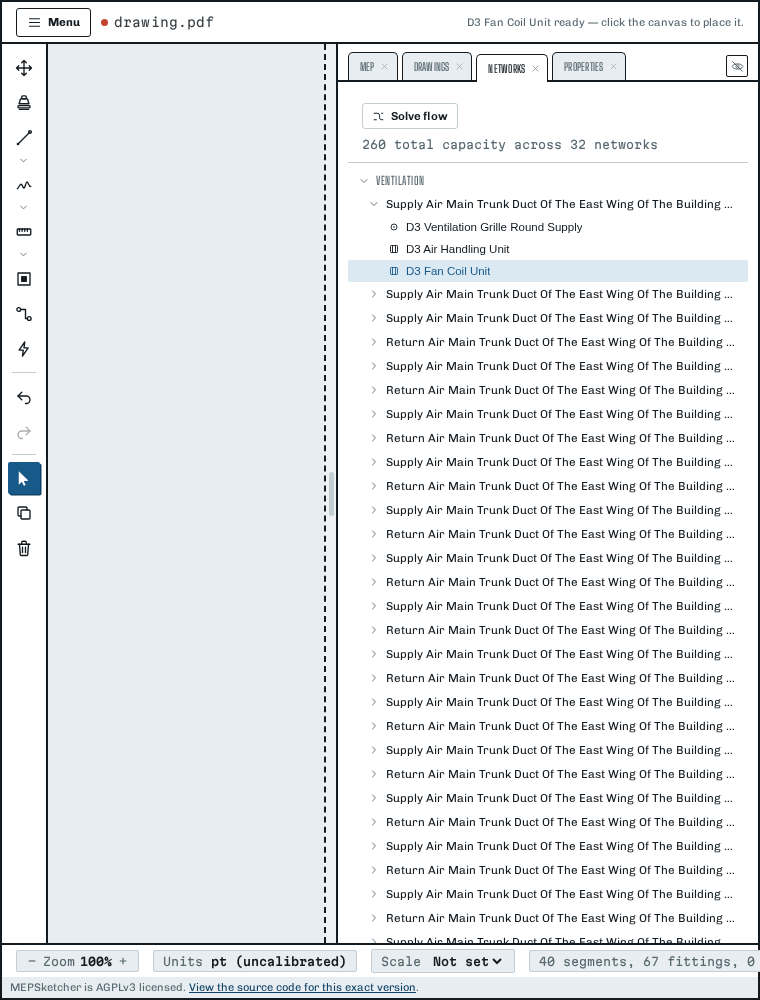 Menu
drawing.pdf
D3 Fan Coil Unit ready — click the canvas to place it.
MEP
DRAWINGS
NETWORKS
PROPERTIES
Solve flow
260 total capacity across 32 networks
VENTILATION
Supply Air Main Trunk Duct Of The East Wing Of The Building ...
D3 Ventilation Grille Round Supply
D3 Air Handling Unit
D3 Fan Coil Unit
Supply Air Main Trunk Duct Of The East Wing Of The Building ...
Supply Air Main Trunk Duct Of The East Wing Of The Building ...
Return Air Main Trunk Duct Of The East Wing Of The Building ...
Supply Air Main Trunk Duct Of The East Wing Of The Building ...
Return Air Main Trunk Duct Of The East Wing Of The Building ...
Supply Air Main Trunk Duct Of The East Wing Of The Building ...
Return Air Main Trunk Duct Of The East Wing Of The Building ...
Supply Air Main Trunk Duct Of The East Wing Of The Building ...
Return Air Main Trunk Duct Of The East Wing Of The Building ...
Supply Air Main Trunk Duct Of The East Wing Of The Building ...
Return Air Main Trunk Duct Of The East Wing Of The Building ...
Supply Air Main Trunk Duct Of The East Wing Of The Building ...
Return Air Main Trunk Duct Of The East Wing Of The Building ...
Supply Air Main Trunk Duct Of The East Wing Of The Building ...
Return Air Main Trunk Duct Of The East Wing Of The Building ...
Supply Air Main Trunk Duct Of The East Wing Of The Building ...
Return Air Main Trunk Duct Of The East Wing Of The Building ...
Supply Air Main Trunk Duct Of The East Wing Of The Building ...
Return Air Main Trunk Duct Of The East Wing Of The Building ...
Supply Air Main Trunk Duct Of The East Wing Of The Building ...
Return Air Main Trunk Duct Of The East Wing Of The Building ...
Supply Air Main Trunk Duct Of The East Wing Of The Building ...
Return Air Main Trunk Duct Of The East Wing Of The Building ...
Supply Air Main Trunk Duct Of The East Wing Of The Building ...
Return Air Main Trunk Duct Of The East Wing Of The Building ...
Supply Air Main Trunk Duct Of The East Wing Of The Building ...
Return Air Main Trunk Duct Of The East Wing Of The Building ...
Supply Air Main Trunk Duct Of The East Wing Of The Building ...
− Zoom 100% +
Units pt (uncalibrated)
Scale Not set
40 segments, 67 fittings, 0
MEPSketcher is AGPLv3 licensed. View the source code for this exact version.